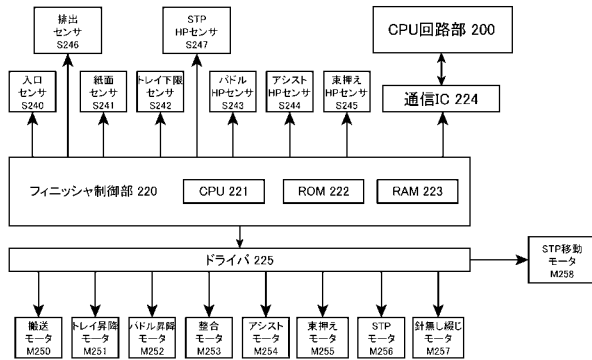 排出
センサ
S246
STP
HPセンサ
S247
CPU回路部 200
入口
センサ
S240
紙面
センサ
S241
トレイ下限
センサ
S242
パドル
HPセンサ
S243
アシスト
HPセンサ
S244
束押え
HPセンサ
S245
通信IC 224
フィニッシャ制御部 220
CPU 221
ROM 222
RAM 223
ドライバ 225
STP移動
モータ
M258
搬送
モータ
M250
トレイ昇降
モータ
M251
パドル昇降
モータ
M252
整合
モータ
M253
アシスト
モータ
M254
束押え
モータ
M255
STP
モータ
M256
針無し綴じ
モータ
M257